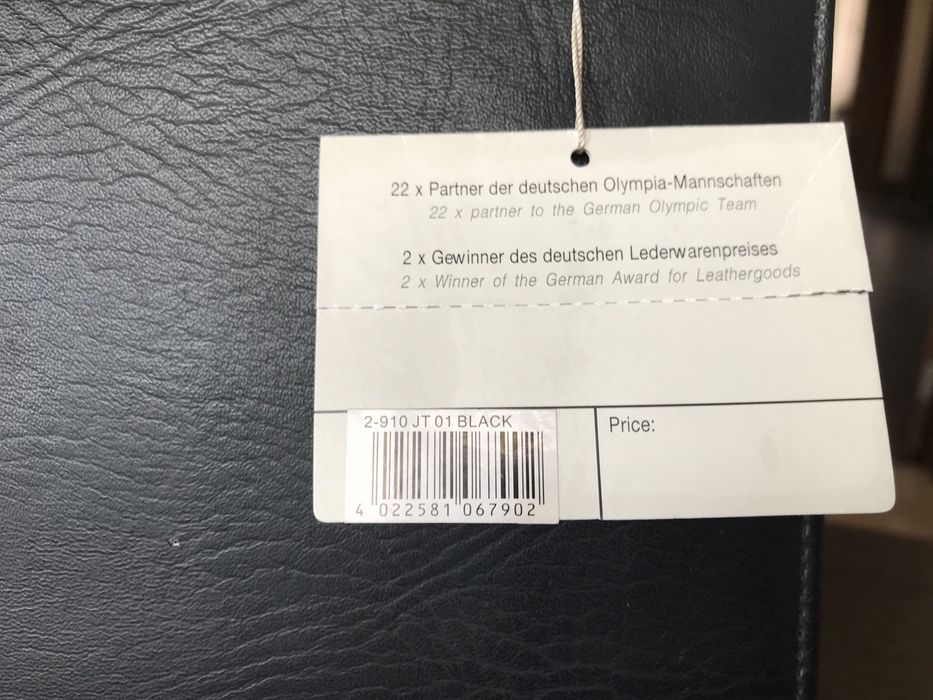 22 x Partner der deutschen Olympia-Mannschaften
22 x partner to the German Olympic Team
2 x Gewinner des deutschen Lederwarenpreises
2 x Winner of the German Award for Leathergoods
2-910 JT 01 BLACK
Price:
4 022581 067902